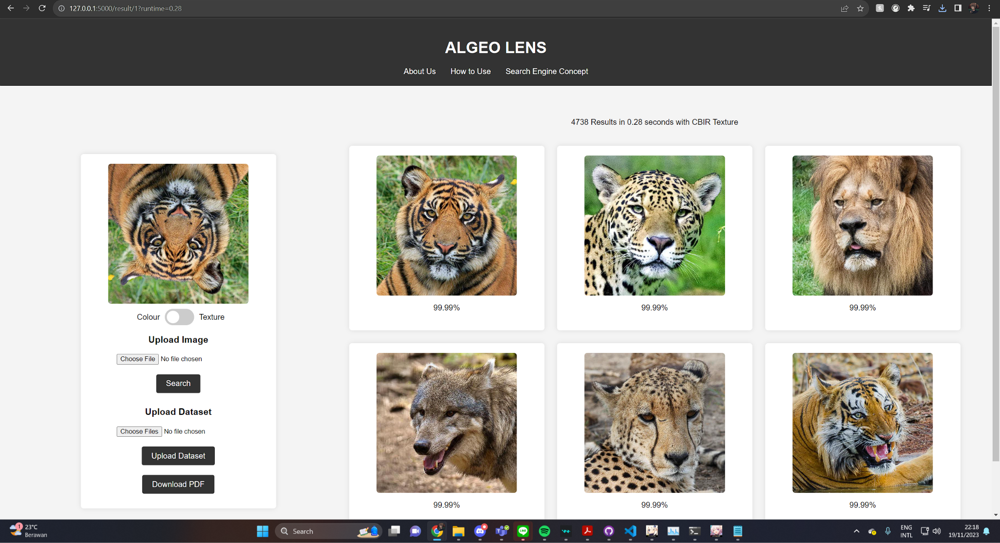 127.0.0.1:5000/result/1?runtime=0.28
ALGEO LENS
About Us How to Use Search Engine Concept
4738 Results in 0.28 seconds with CBIR Texture
99.99% 99.99% 99.99%
Colour Texture
Upload Image
Choose File No file chosen
Search
Upload Dataset
Choose Files No file chosen
Upload Dataset
Download PDF
99.99% 99.99% 99.99%
1 23°C
Berawan
Search
LINE
ENG
INTL
22:18
19/11/2023